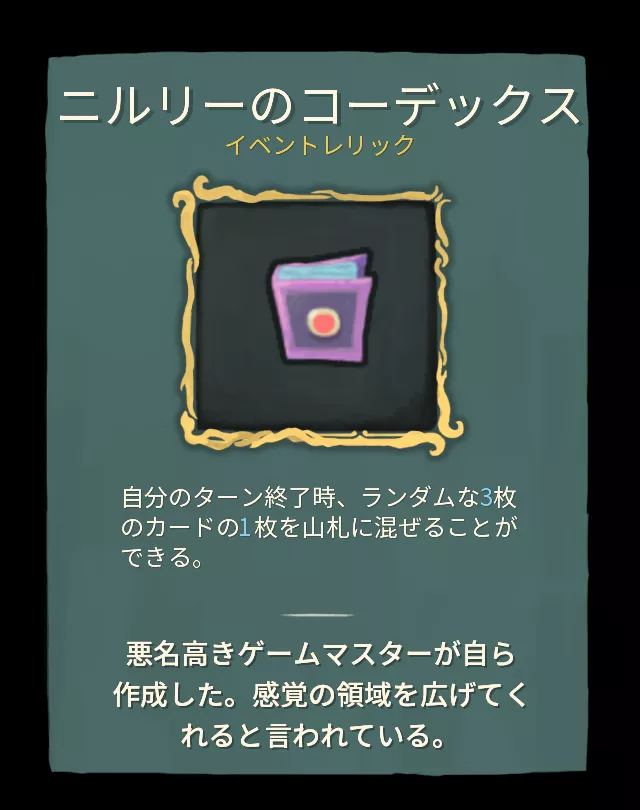 ニルリーのコーデックス
イベントレリック
自分のターン終了時、ランダムな3枚
のカードの1枚を山札に混ぜることが
できる。
悪名高きゲームマスターが自ら
作成した。感覚の領域を広げてく
れると言われている。